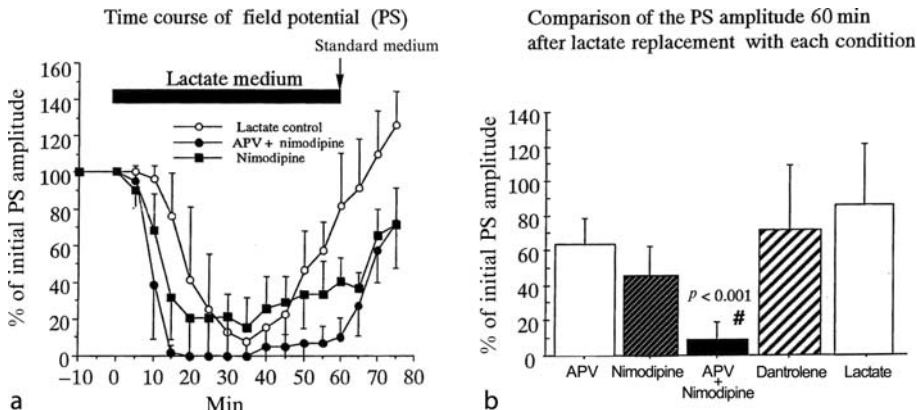 Time course of field potential (PS)
Standard medium
Lactate medium
Lactate control
APV + nimodipine
Nimodipine
% of initial PS amplitude
160
140
120
100
80
60
40
20
0
−10 0 10 20 30 40 50 60 70 80
Min
a
Comparison of the PS amplitude 60 min
after lactate replacement with each condition
% of initial PS amplitude
140
120
100
80
60
40
20
0
p < 0.001
#
APV Nimodipine APV + Nimodipine Dantrolene Lactate
b